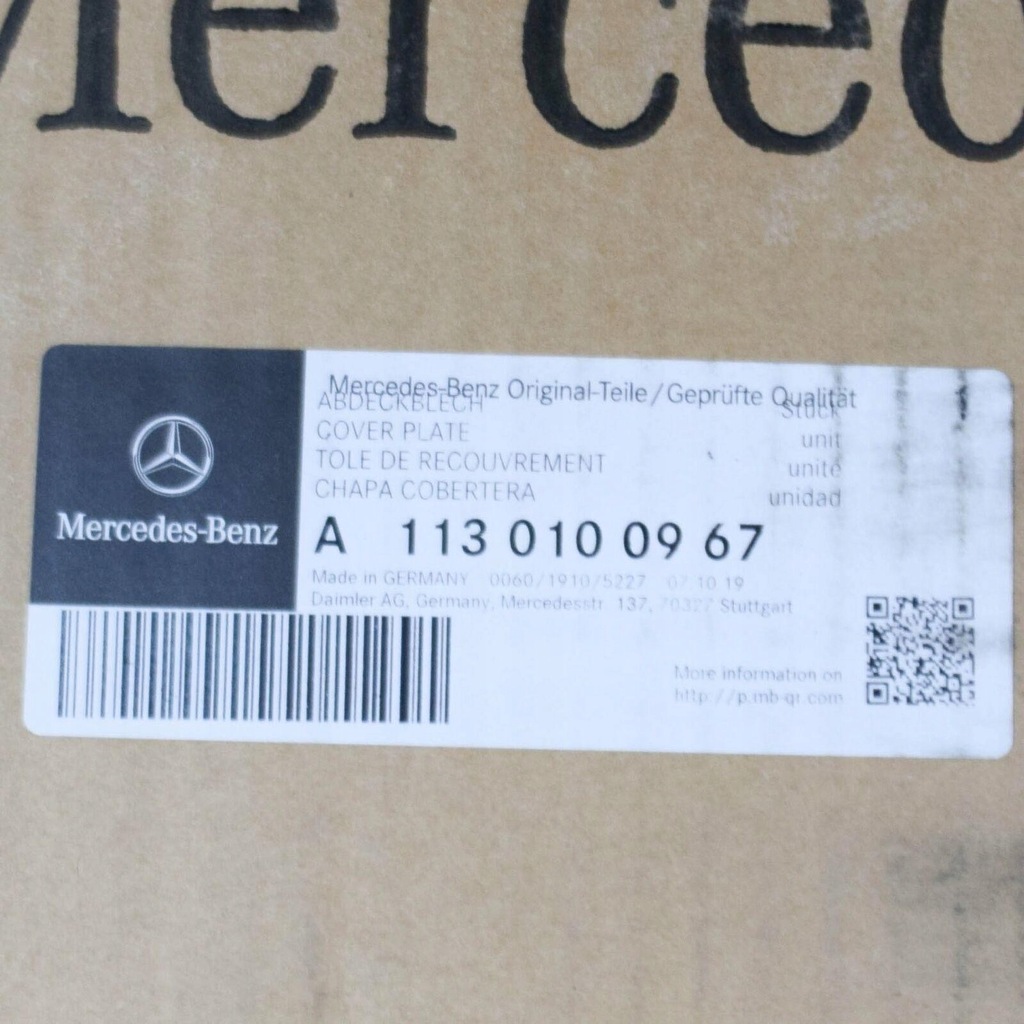 Merced
Mercedes-Benz Original-Teile/Geprüfte Qualität
ABDECKBLECH Stück
COVER PLATE unit
TOLE DE RECOUVREMENT unité
CHAPA COBERTERA unidad
Mercedes-Benz
A 113 010 09 67
Made in GERMANY 0060/1910/5227 07.10.19
Daimler AG, Germany, Mercedesstr. 137, 70327 Stuttgart
More information on
http://p.mb-qr.com